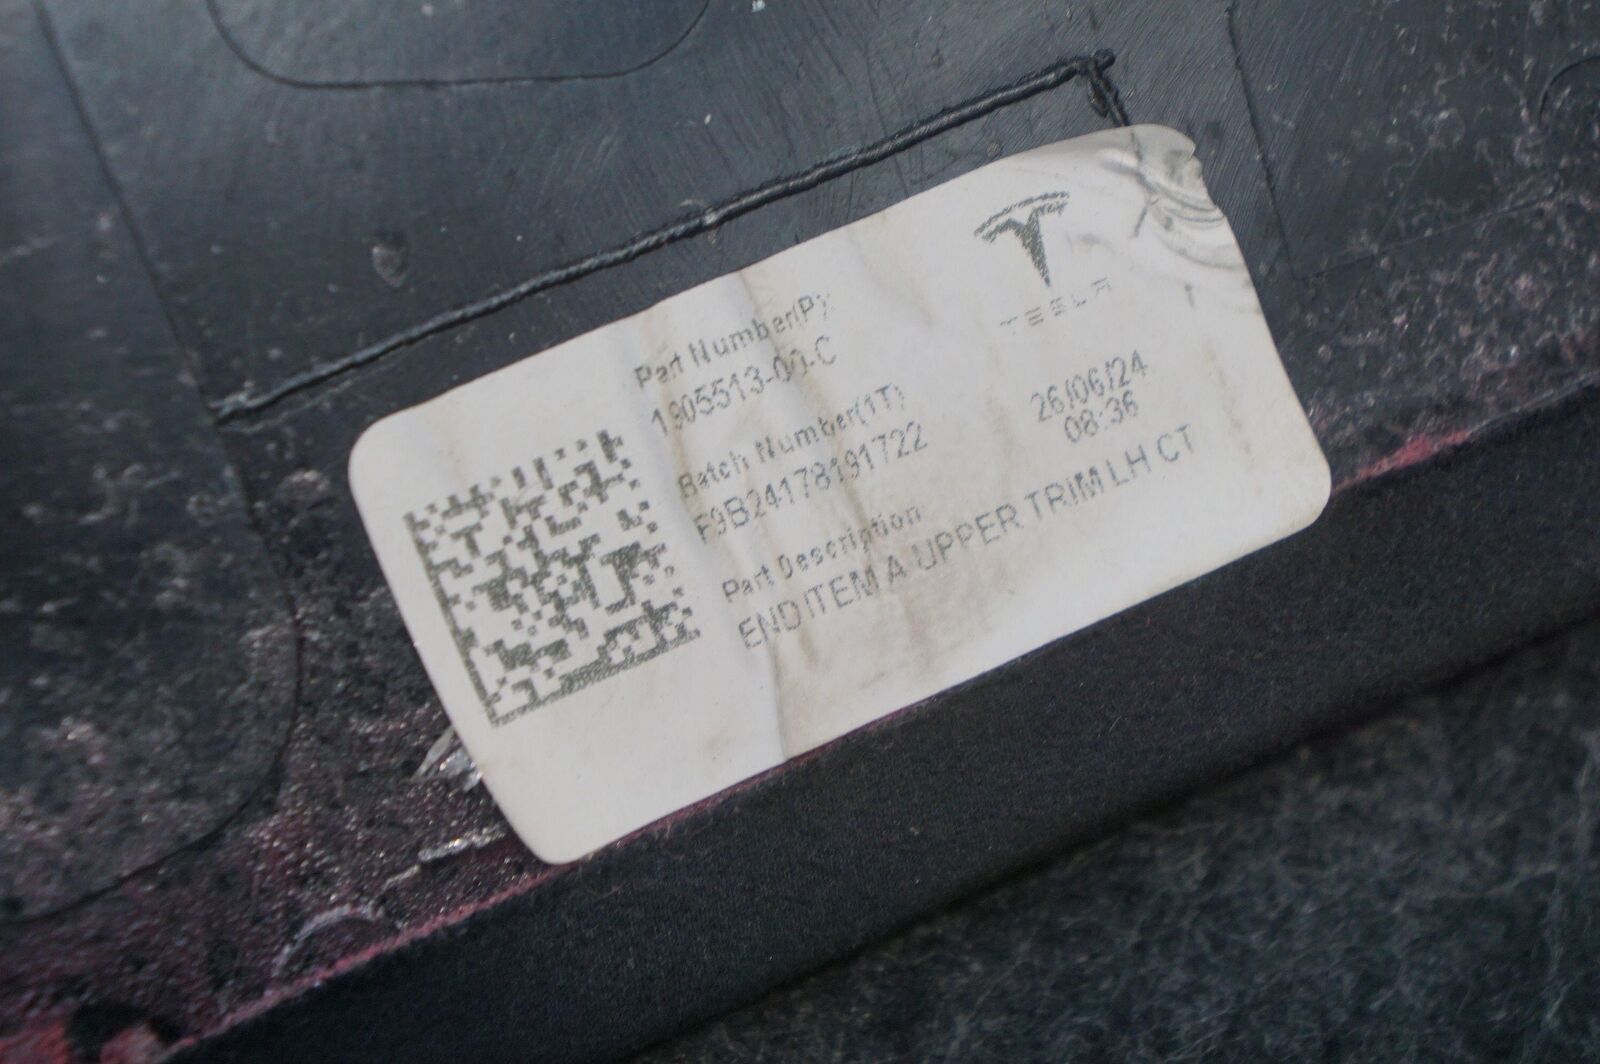 TESLA
Part Number(P):
1905513-00-C
Batch Number(1T)
F9B24178191722
26/06/24
08:36
Part Description
END ITEM A UPPER TRIM LH CT